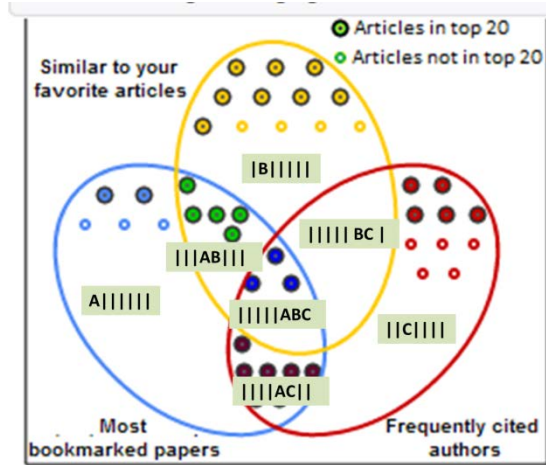 Articles in top 20
Articles not in top 20
Similar to your
favorite articles
|B|||||
||||| BC |
|||AB|||
A||||||
|||||ABC
||C||||
||||AC||
Most
bookmarked papers
Frequently cited
authors